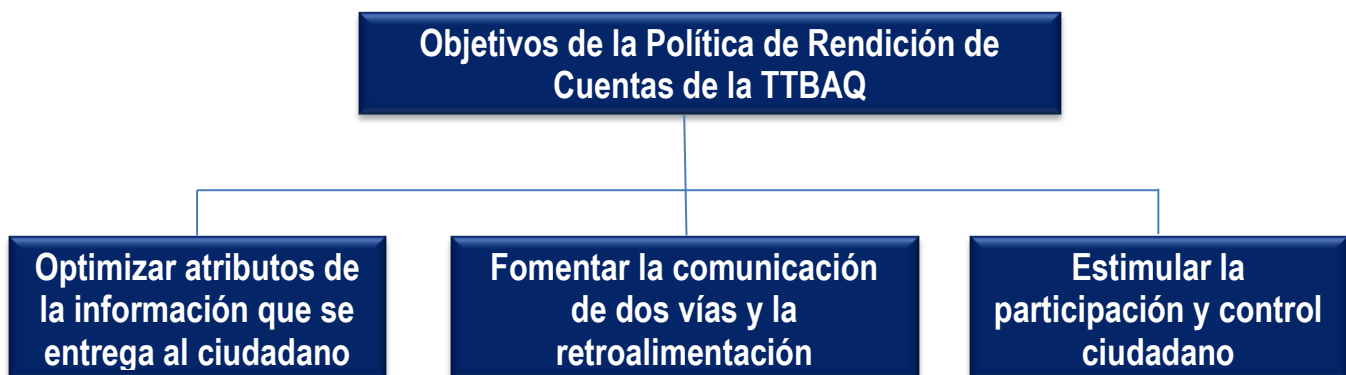 Objetivos de la Política de Rendición de
Cuentas de la TTBAQ
Optimizar atributos de
la información que se
entrega al ciudadano
Fomentar la comunicación
de dos vías y la
retroalimentación
Estimular la
participación y control
ciudadano